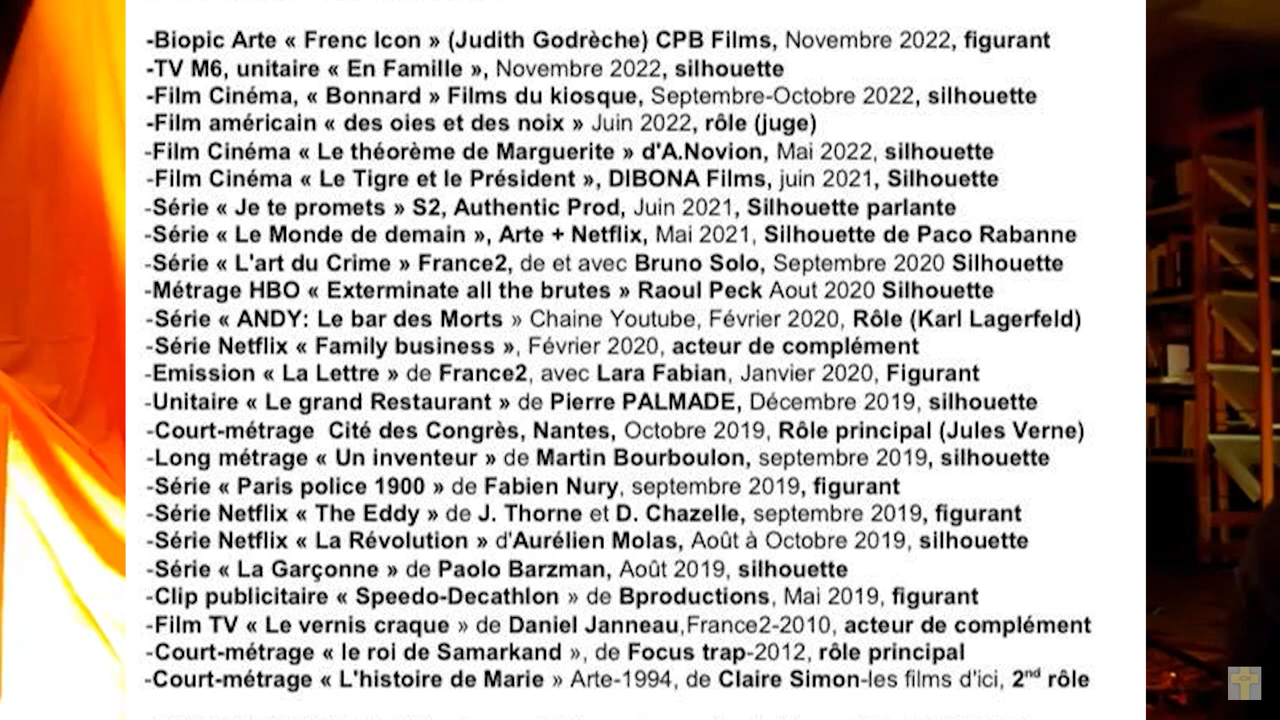 -Biopic Arte « Frenc Icon » (Judith Godrèche) CPB Films, Novembre 2022, figurant
-TV M6, unitaire « En Famille », Novembre 2022, silhouette
-Film Cinéma, « Bonnard » Films du kiosque, Septembre-Octobre 2022, silhouette
-Film américain « des oies et des noix » Juin 2022, rôle (juge)
-Film Cinéma « Le théorème de Marguerite » d'A.Novion, Mai 2022, silhouette
-Film Cinéma « Le Tigre et le Président », DIBONA Films, juin 2021, Silhouette
-Série « Je te promets » S2, Authentic Prod, Juin 2021, Silhouette parlante
-Série « Le Monde de demain », Arte + Netflix, Mai 2021, Silhouette de Paco Rabanne
-Série « L'art du Crime » France2, de et avec Bruno Solo, Septembre 2020 Silhouette
-Métrage HBO « Exterminate all the brutes » Raoul Peck Aout 2020 Silhouette
-Série « ANDY: Le bar des Morts » Chaine Youtube, Février 2020, Rôle (Karl Lagerfeld)
-Série Netflix « Family business », Février 2020, acteur de complément
-Emission « La Lettre » de France2, avec Lara Fabian, Janvier 2020, Figurant
-Unitaire « Le grand Restaurant » de Pierre PALMADE, Décembre 2019, silhouette
-Court-métrage Cité des Congrès, Nantes, Octobre 2019, Rôle principal (Jules Verne)
-Long métrage « Un inventeur » de Martin Bourboulon, septembre 2019, silhouette
-Série « Paris police 1900 » de Fabien Nury, septembre 2019, figurant
-Série Netflix « The Eddy » de J. Thorne et D. Chazelle, septembre 2019, figurant
-Série Netflix « La Révolution » d'Aurélien Molas, Août à Octobre 2019, silhouette
-Série « La Garçonne » de Paolo Barzman, Août 2019, silhouette
-Clip publicitaire « Speedo-Decathlon » de Bproductions, Mai 2019, figurant
-Film TV « Le vernis craque » de Daniel Janneau,France2-2010, acteur de complément
-Court-métrage « le roi de Samarkand », de Focus trap-2012, rôle principal
-Court-métrage « L'histoire de Marie » Arte-1994, de Claire Simon-les films d'ici, 2nd rôle